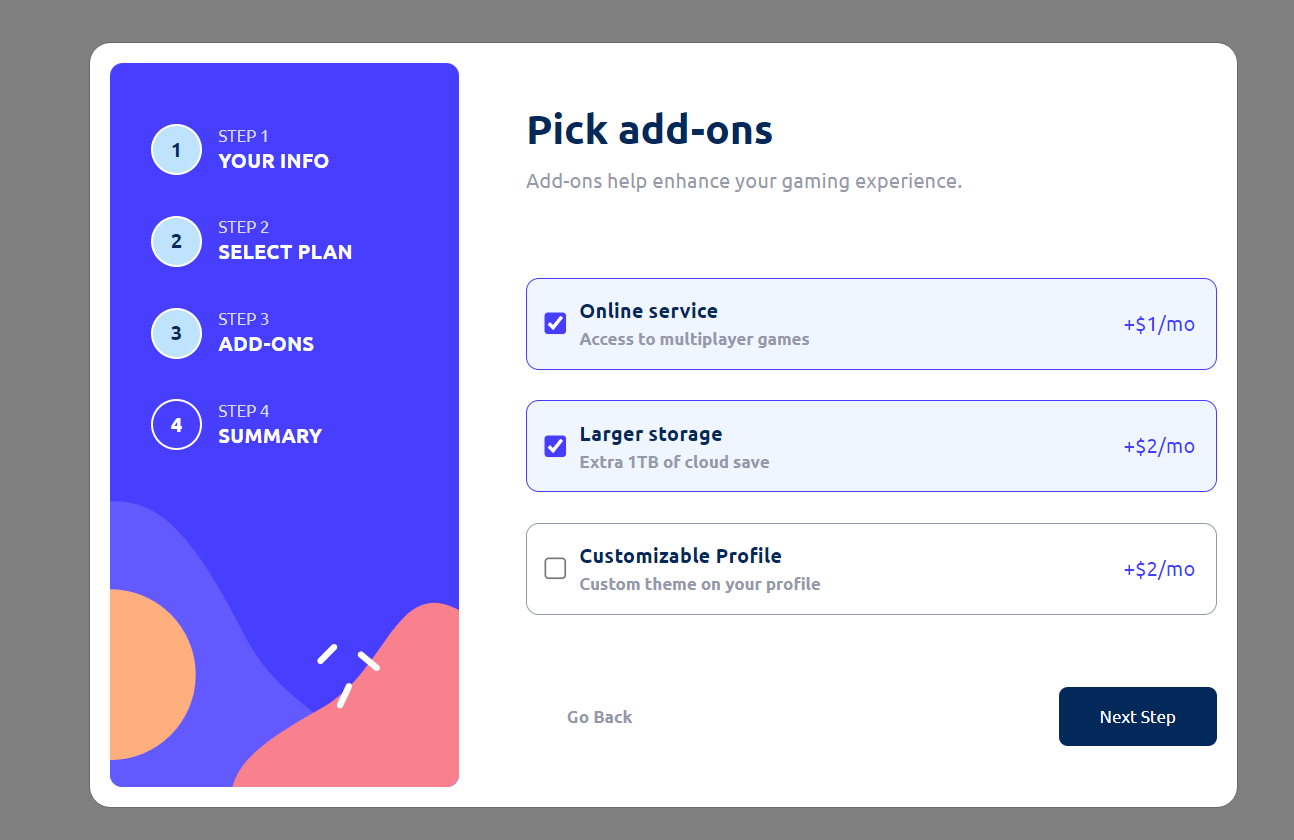 1
STEP 1
YOUR INFO
2
STEP 2
SELECT PLAN
3
STEP 3
ADD-ONS
4
STEP 4
SUMMARY
Pick add-ons
Add-ons help enhance your gaming experience.
Online service
Access to multiplayer games
+$1/mo
Larger storage
Extra 1TB of cloud save
+$2/mo
Customizable Profile
Custom theme on your profile
+$2/mo
Go Back
Next Step